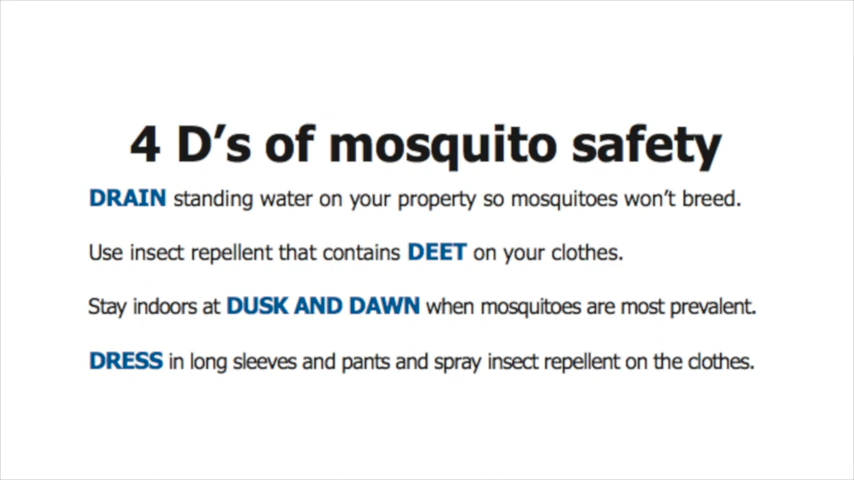 4 D’s of mosquito safety
DRAIN standing water on your property so mosquitoes won’t breed.
Use insect repellent that contains DEET on your clothes.
Stay indoors at DUSK AND DAWN when mosquitoes are most prevalent.
DRESS in long sleeves and pants and spray insect repellent on the clothes.